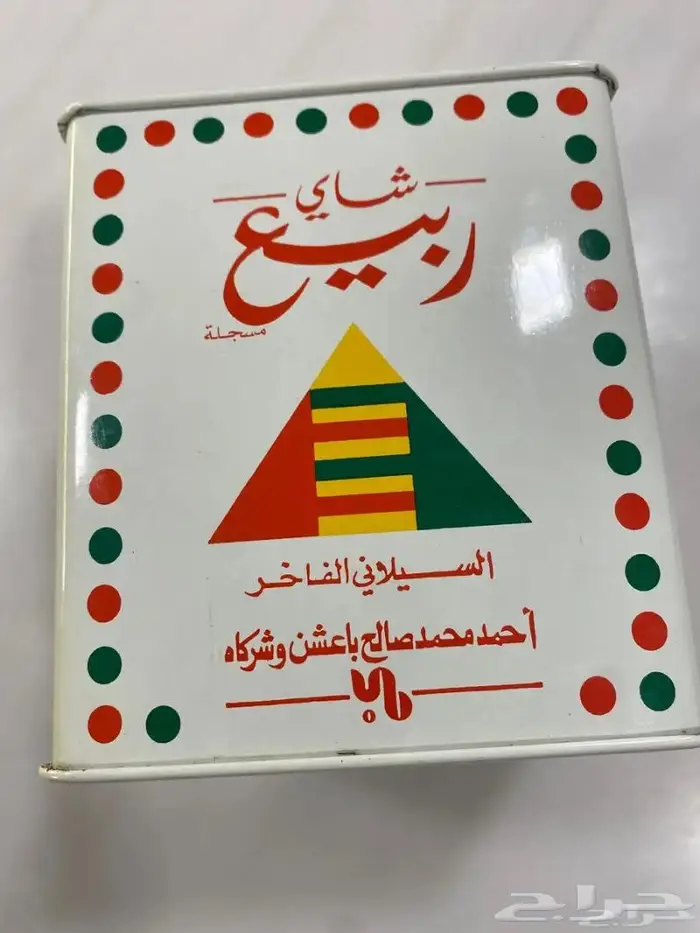 شاي
ربيع
مسجلة
السيلاني الفاخر
أحمد محمد صالح باعشن وشركاه
حراج